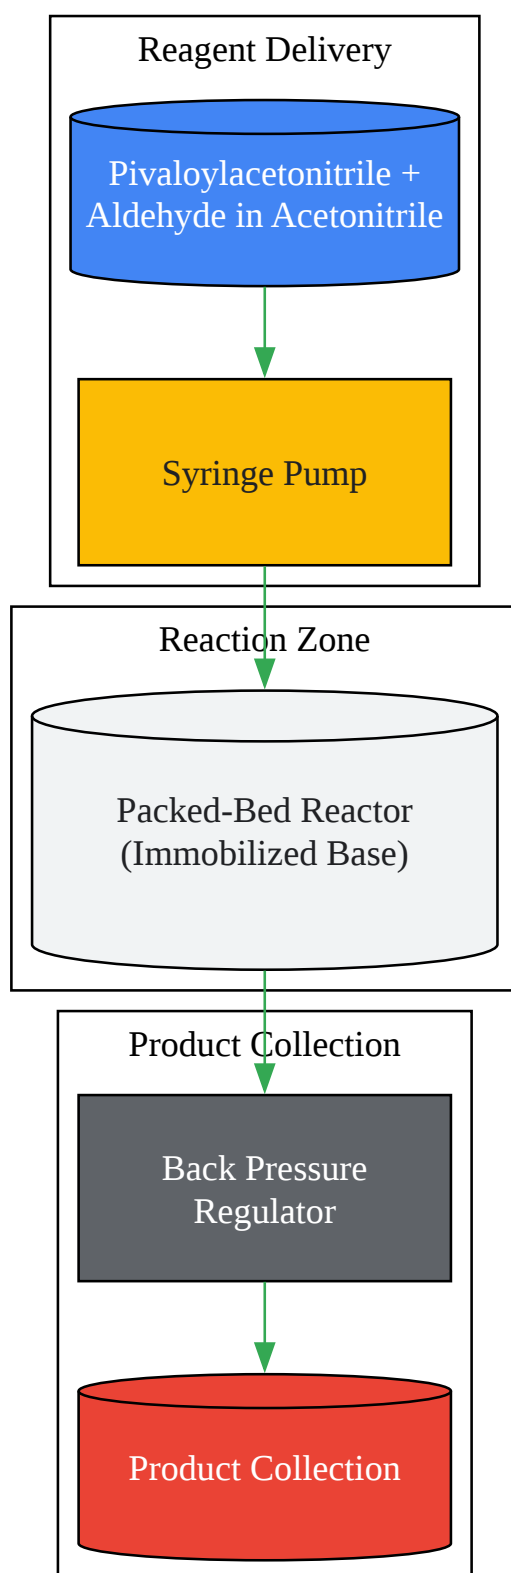 Reagent Delivery
Pivaloylacetonitrile +
Aldehyde in Acetonitrile
Syringe Pump
Reaction Zone
Packed-Bed Reactor
(Immobilized Base)
Product Collection
Back Pressure
Regulator
Product Collection